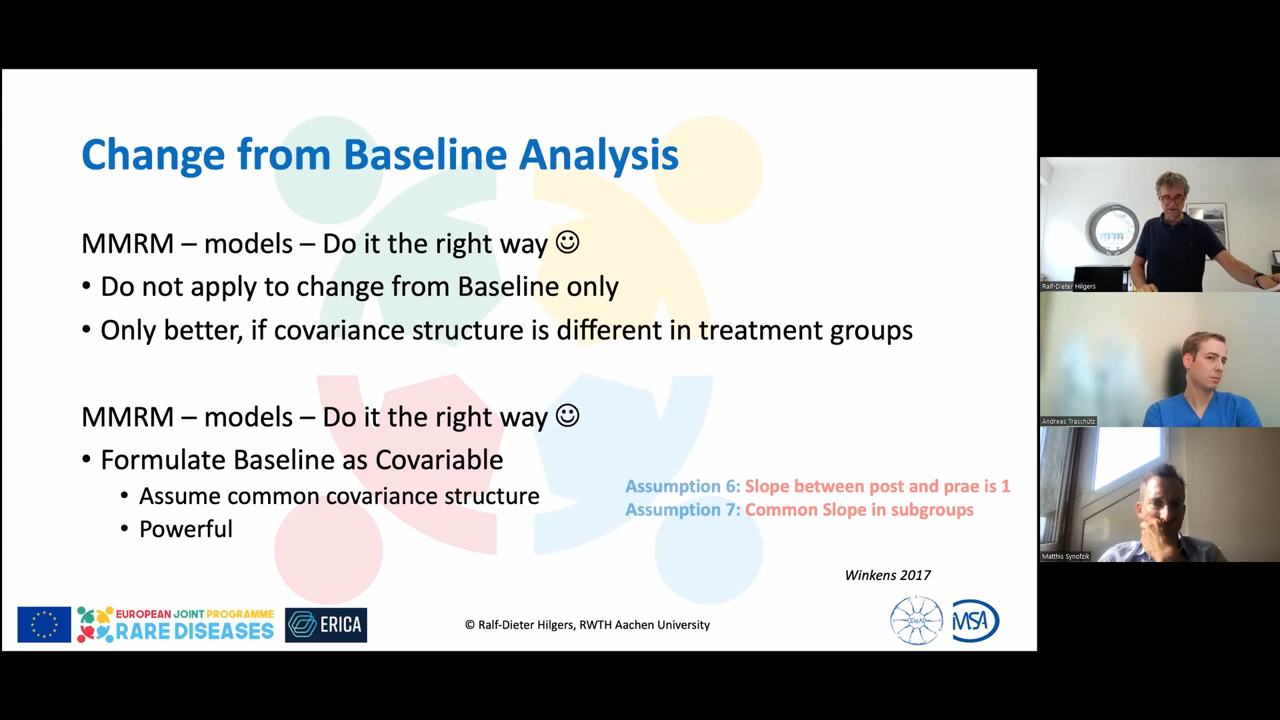 Change from Baseline Analysis
MMRM – models – Do it the right way ☺
• Do not apply to change from Baseline only
• Only better, if covariance structure is different in treatment groups
MMRM – models – Do it the right way ☺
• Formulate Baseline as Covariable
• Assume common covariance structure
• Powerful
Assumption 6: Slope between post and prae is 1
Assumption 7: Common Slope in subgroups
Winkens 2017
EUROPEAN JOINT PROGRAMME
RARE DISEASES
ERICA
© Ralf-Dieter Hilgers, RWTH Aachen University
IDeAl
iMSA
Ralf-Dieter Hilgers
Andreas Traschütz
Matthis Synofzik